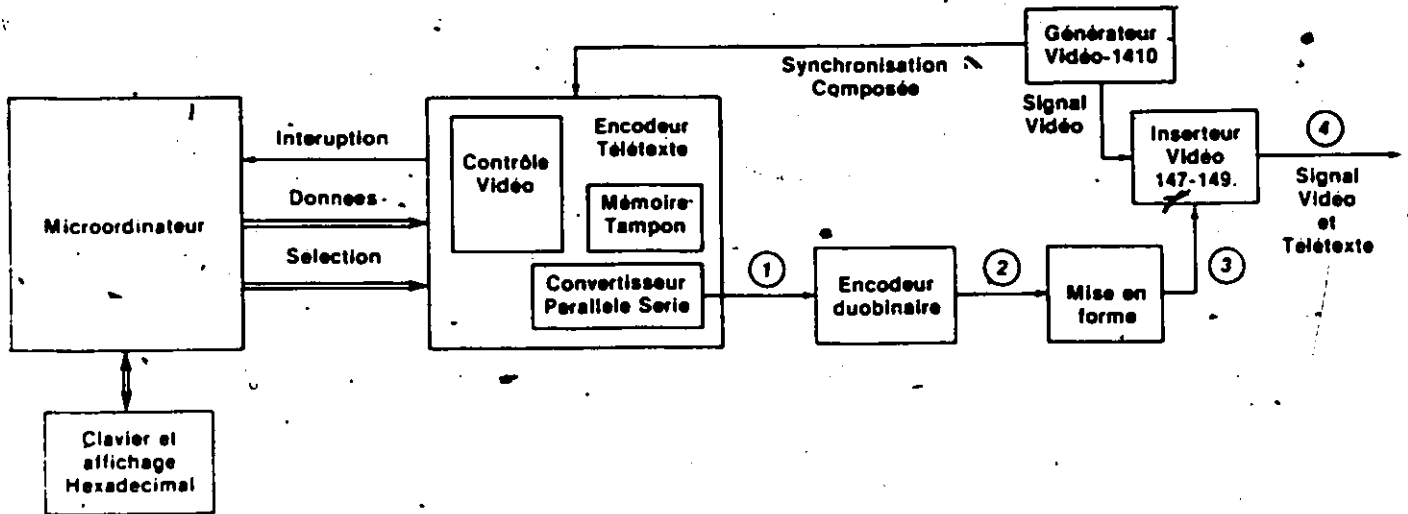 Générateur
Vidéo-1410
Synchronisation
Composée
Signal
Vidéo
Inserteur
Vidéo
147-149.
4
Signal
Vidéo
et
Télétexte
Microordinateur
Interuption
Donnees
Selection
Encodeur
Télétexte
Contrôle
Vidéo
Mémoire-
Tampon
Convertisseur
Perallele Serie
1
Encodeur
duobinaire
2
Mise en
forme
3
Clavier et
affichage
Hexadecimal